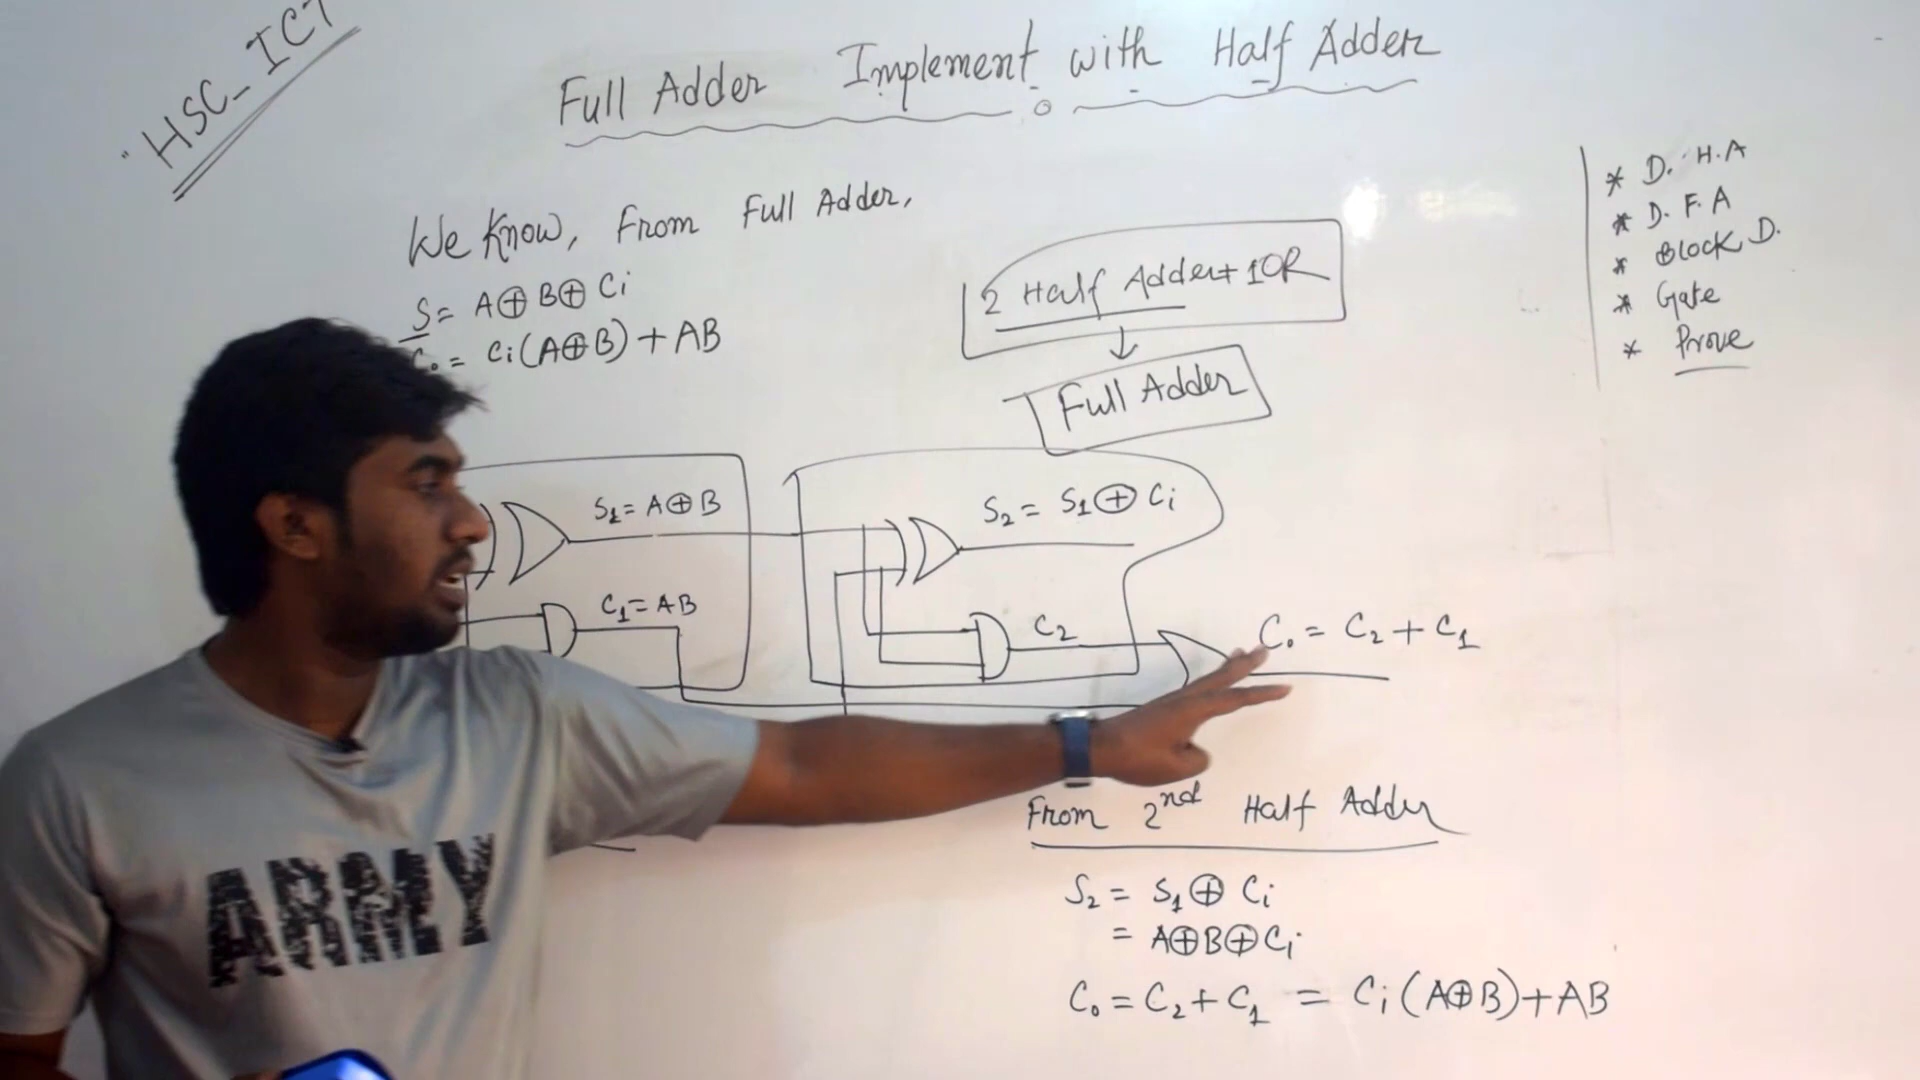 HSC_ICT
Full Adder Implement with Half Adder
We know, From Full Adder,
S = A⊕B⊕Ci
C₀ = Ci(A⊕B)+AB
2 Half Adder+1OR
↓
Full Adder
* D. H.A
* D. F. A
* Block D.
* Gate
* Prove
S₁ = A⊕B
C₁ = AB
S₂ = S₁⊕Ci
C₂
C₀ = C₂ + C₁
From 2nd Half Adder
S₂ = S₁⊕Ci
= A⊕B⊕Ci
C₀ = C₂ + C₁ = Ci(A⊕B)+AB
ARMY